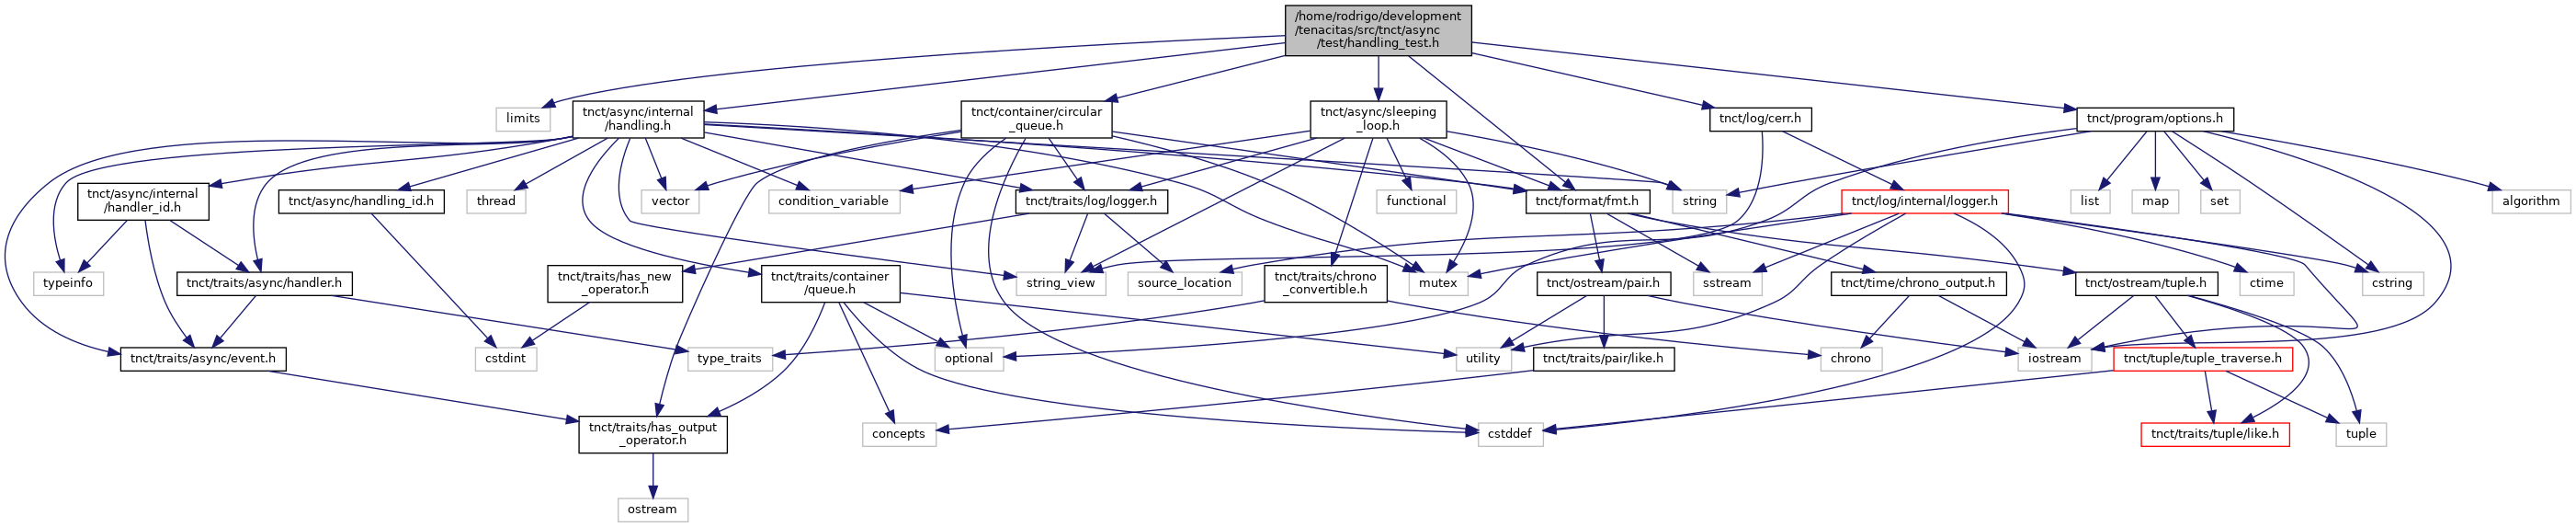 /home/rodrigo/development
/tenacitas/src/tnct/async
/test/handling_test.h
limits
tnct/async/internal
/handling.h
tnct/container/circular
_queue.h
tnct/async/sleeping
_loop.h
tnct/log/cerr.h
tnct/program/options.h
tnct/async/internal
/handler_id.h
tnct/async/handling_id.h
thread
vector
condition_variable
tnct/traits/log/logger.h
functional
tnct/format/fmt.h
string
tnct/log/internal/logger.h
list
map
set
algorithm
typeinfo
tnct/traits/async/handler.h
tnct/traits/has_new
_operator.h
tnct/traits/container
/queue.h
string_view
source_location
tnct/traits/chrono
_convertible.h
mutex
tnct/ostream/pair.h
sstream
tnct/time/chrono_output.h
tnct/ostream/tuple.h
ctime
cstring
tnct/traits/async/event.h
cstdint
type_traits
optional
utility
tnct/traits/pair/like.h
chrono
iostream
tnct/tuple/tuple_traverse.h
tnct/traits/has_output
_operator.h
concepts
cstddef
tnct/traits/tuple/like.h
tuple
ostream